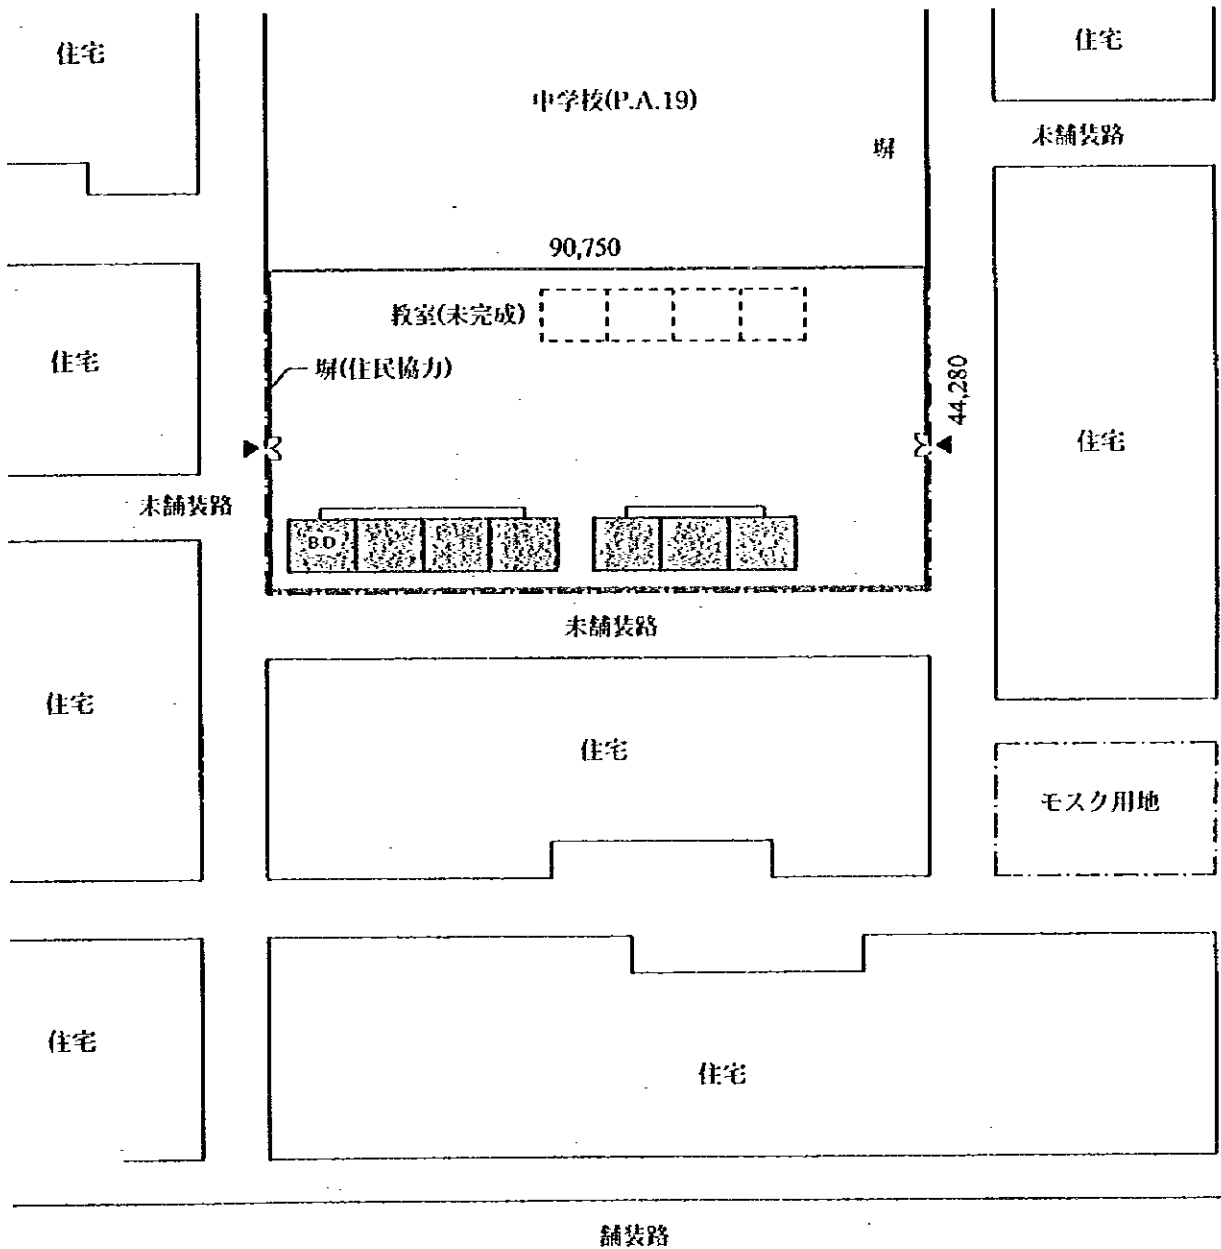 住宅
住宅
中学校(P.A.19)
未舗装路
塀
90,750
教室(未完成)
住宅
塀(住民協力)
44,280
住宅
未舗装路
BD
未舗装路
住宅
住宅
モスク用地
住宅
住宅
舗装路